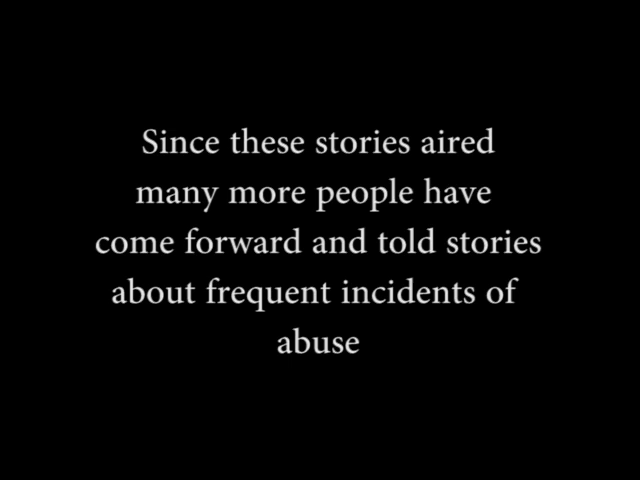 Since these stories aired
many more people have
come forward and told stories
about frequent incidents of
abuse